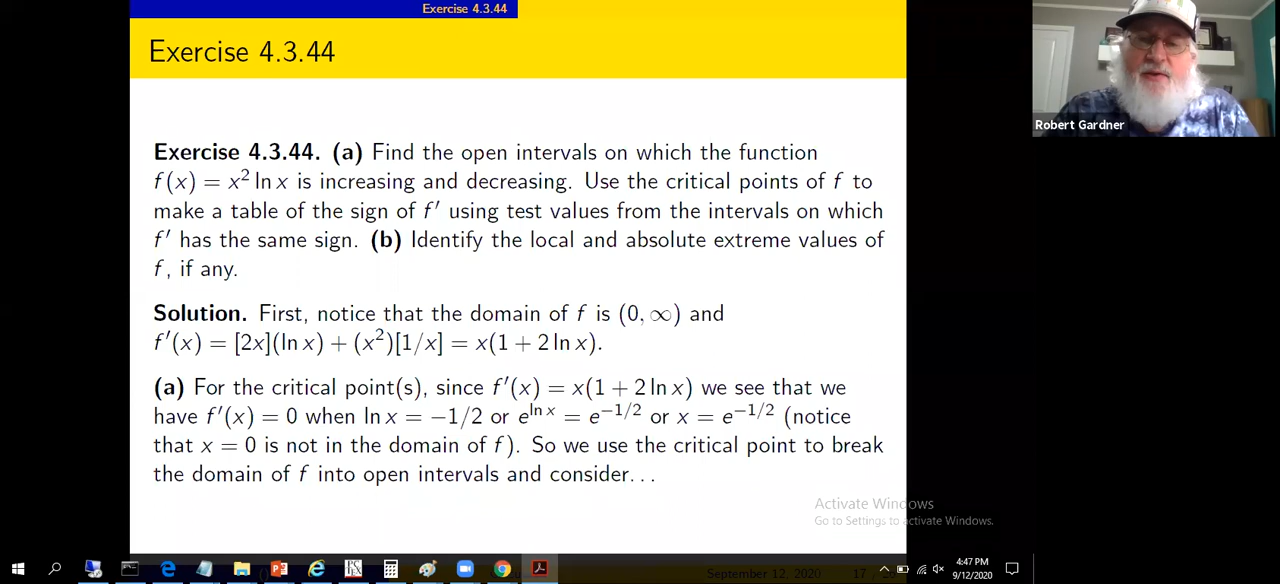 Exercise 4.3.44
Exercise 4.3.44
Robert Gardner
Exercise 4.3.44. (a) Find the open intervals on which the function
f(x) = x² ln x is increasing and decreasing. Use the critical points of f to
make a table of the sign of f′ using test values from the intervals on which
f′ has the same sign. (b) Identify the local and absolute extreme values of
f, if any.
Solution. First, notice that the domain of f is (0, ∞) and
f′(x) = [2x](ln x) + (x²)[1/x] = x(1 + 2 ln x).
(a) For the critical point(s), since f′(x) = x(1 + 2 ln x) we see that we
have f′(x) = 0 when ln x = −1/2 or e^{ln x} = e^{−1/2} or x = e^{−1/2} (notice
that x = 0 is not in the domain of f). So we use the critical point to break
the domain of f into open intervals and consider. . .
Activate Windows
Go to Settings to activate Windows.
4:47 PM
September 12, 2020 17
9/12/2020